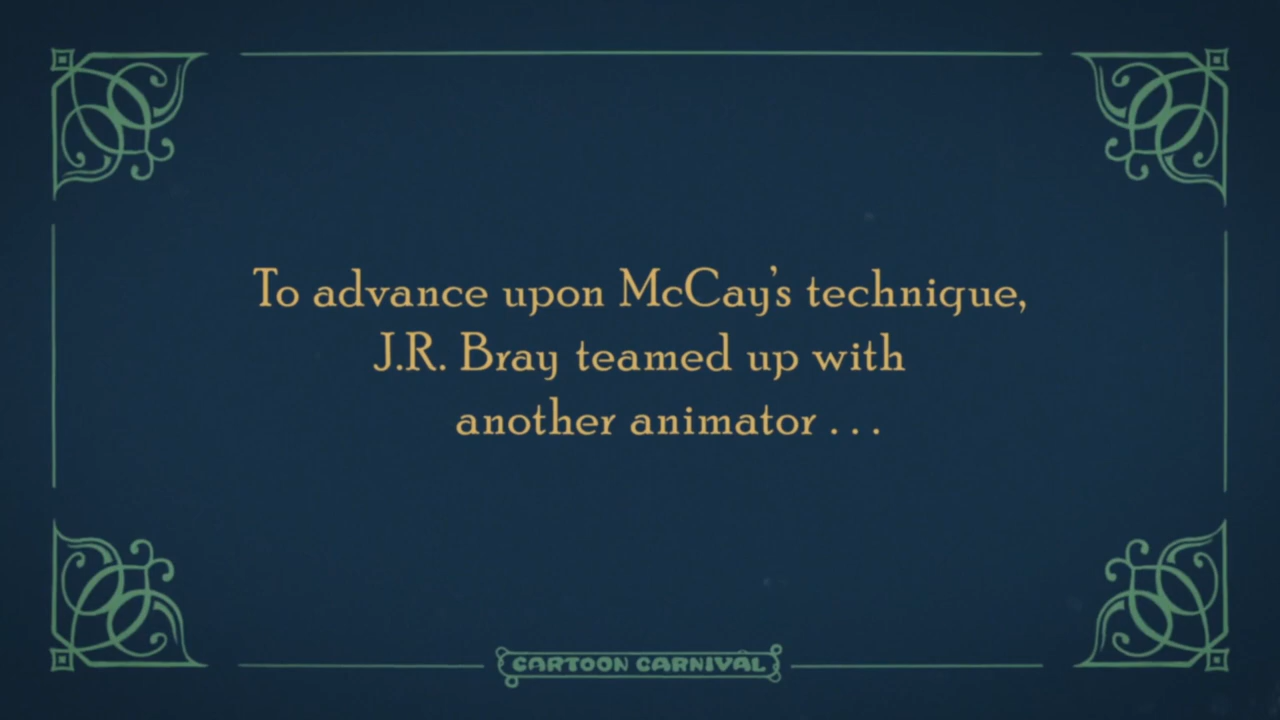 To advance upon McCay's technique,
J.R. Bray teamed up with
another animator . . .
CARTOON CARNIVAL